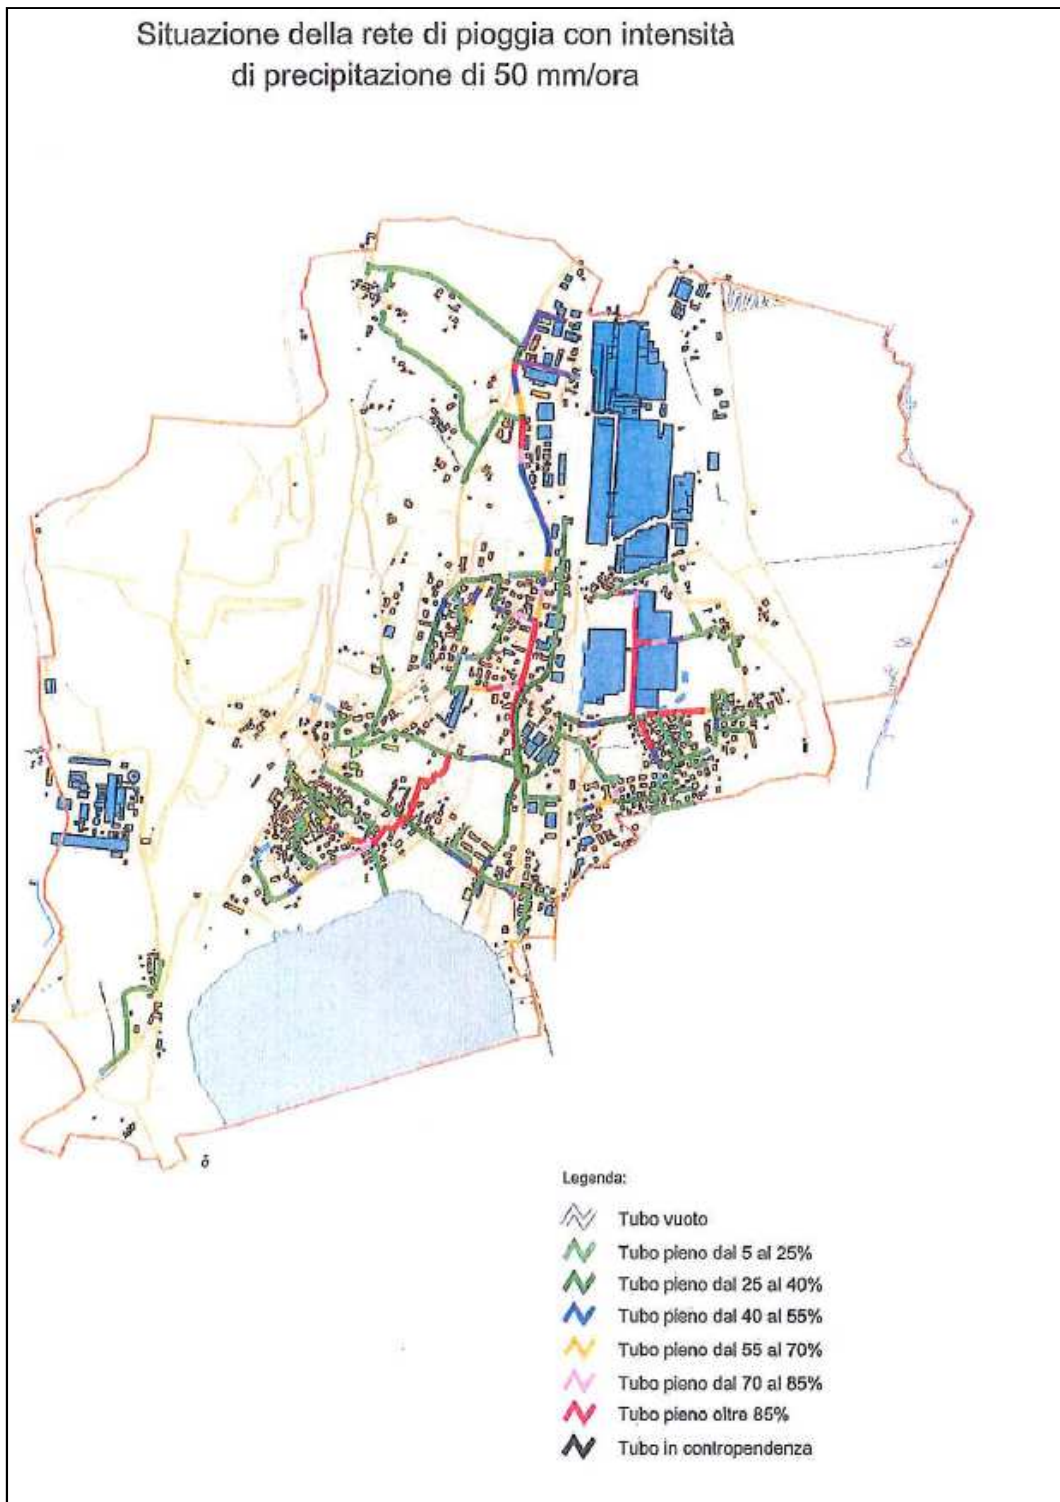 Situazione della rete di pioggia con intensità
di precipitazione di 50 mm/ora
Legenda:
Tubo vuoto
Tubo pieno dal 5 al 25%
Tubo pieno dal 25 al 40%
Tubo pieno dal 40 al 55%
Tubo pieno dal 55 al 70%
Tubo pieno dal 70 al 85%
Tubo pieno oltre 85%
Tubo in contropendenza